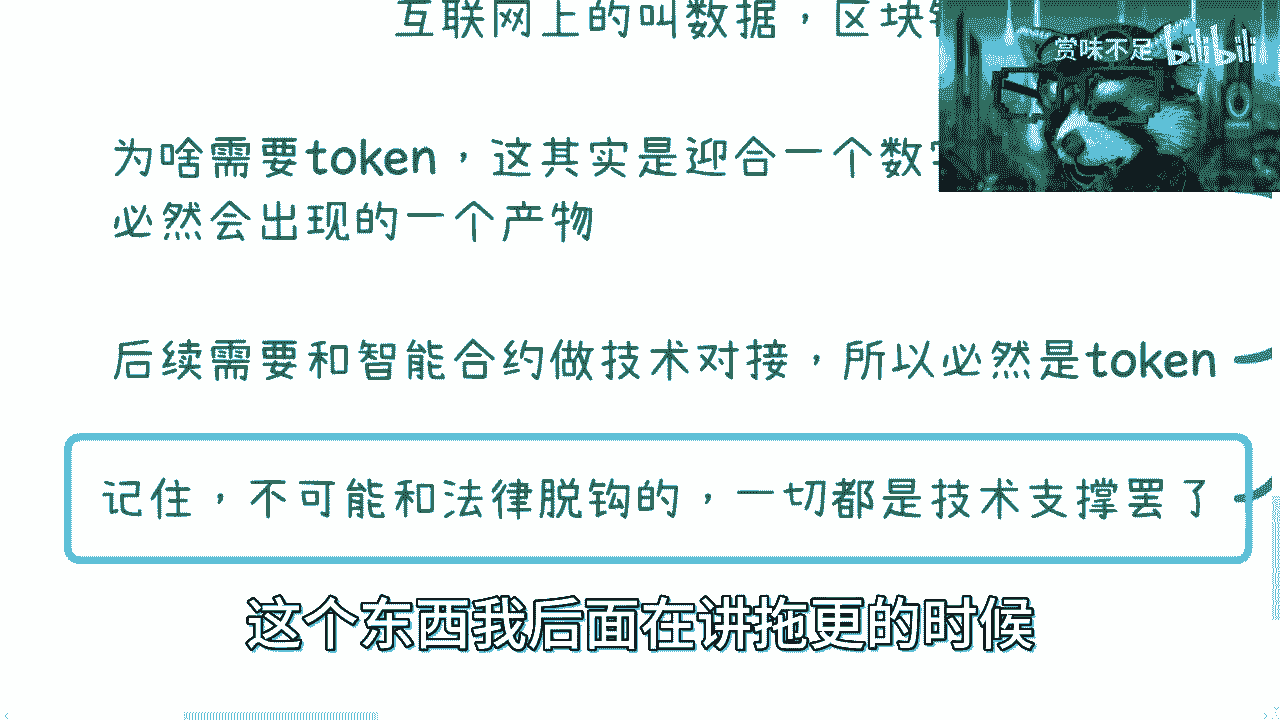 互联网上的叫数据，区块
赏味不足 bilibili
为啥需要token，这其实是迎合一个数
必然会出现的一个产物
后续需要和智能合约做技术对接，所以必然是token
记住，不可能和法律脱钩的，一切都是技术支撑罢了
这个东西我后面在讲拖更的时候